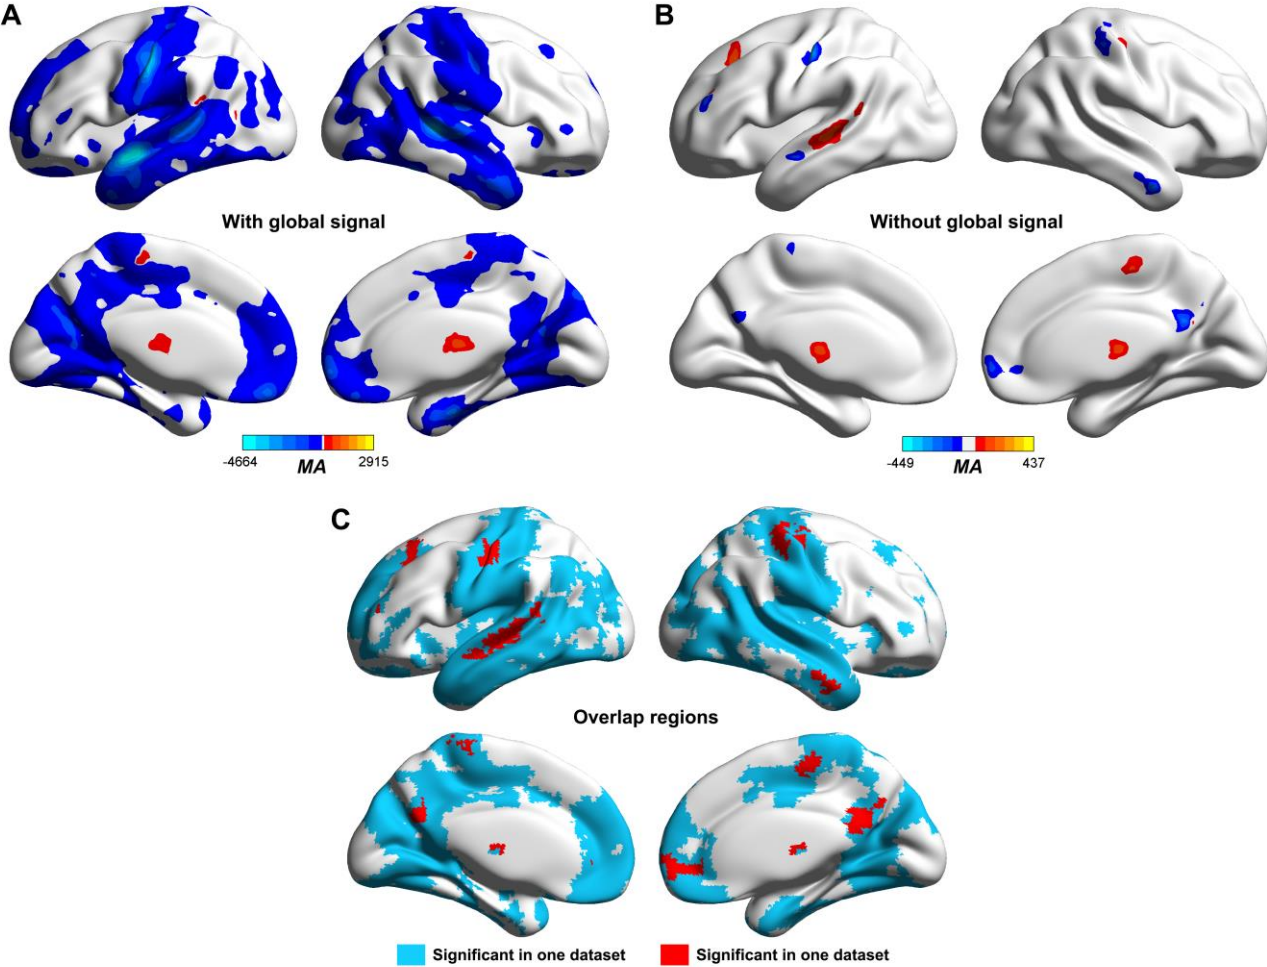 A
B
With global signal
Without global signal
-4664
MA
2915
-449
MA
437
C
Overlap regions
Significant in one dataset
Significant in one dataset